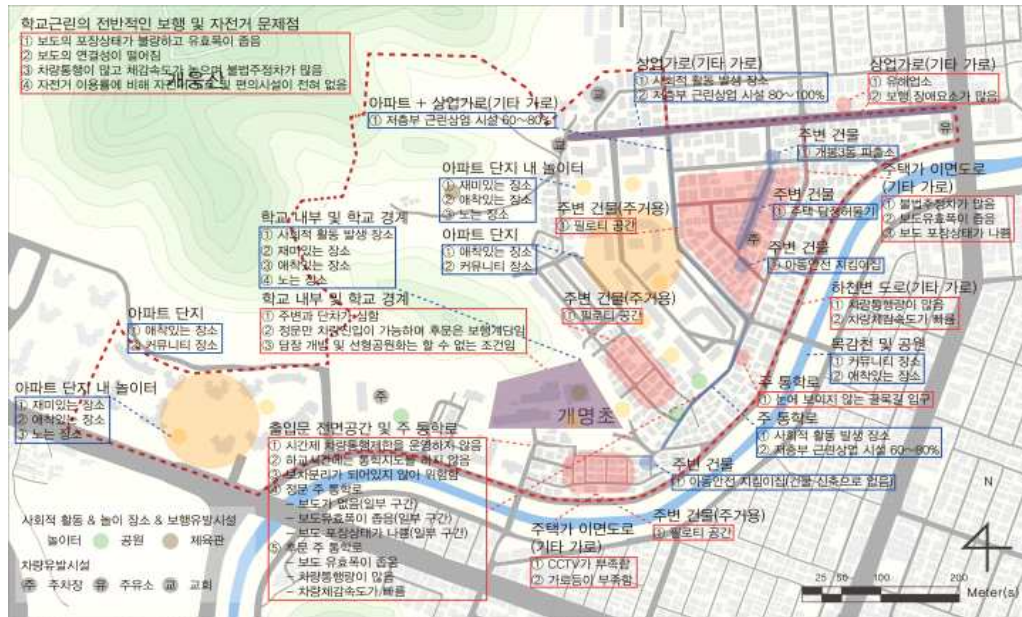 학교근린의 전반적인 보행 및 자전거 문제점
① 보도의 포장상태가 불량하고 유효폭이 좁음
② 보도의 연결성이 떨어짐
③ 차량통행이 많고 체감속도가 높으며 불법주정차가 많음
④ 자전거 이용률에 비해 자전거도로 및 편의시설이 전혀 없음
개웅산
상업가로(기타 가로)
① 사회적 활동 발생 장소
② 저층부 근린상업 시설 80~100%
상업가로(기타 가로)
① 유해업소
② 보행 장애요소가 많음
아파트 + 상업가로(기타 가로)
① 저층부 근린상업 시설 60~80%
교
교
유
주변 건물
① 개봉3동 파출소
아파트 단지 내 놀이터
① 재미있는 장소
② 애착있는 장소
③ 노는 장소
주택가 이면도로
(기타 가로)
① 불법주정차가 많음
② 보도유효폭이 좁음
③ 보도 포장상태가 나쁨
주변 건물
① 주택 담장허물기
주변 건물(주거용)
① 필로티 공간
학교 내부 및 학교 경계
① 사회적 활동 발생 장소
② 재미있는 장소
③ 애착있는 장소
④ 노는 장소
아파트 단지
① 애착있는 장소
② 커뮤니티 장소
주
주변 건물
① 아동안전 지킴이집
하천변 도로(기타 가로)
① 차량통행량이 많음
② 차량체감속도가 빠름
학교 내부 및 학교 경계
① 주변과 단차가 심함
② 정문만 차량진입이 가능하며 후문은 보행계단임
③ 담장 개방 및 선형공원화는 할 수 없는 조건임
주변 건물(주거용)
① 필로티 공간
아파트 단지
① 애착있는 장소
② 커뮤니티 장소
목감천 및 공원
① 커뮤니티 장소
② 애착있는 장소
아파트 단지 내 놀이터
① 재미있는 장소
② 애착있는 장소
③ 노는 장소
주
개명초
주 통학로
① 눈에 보이지 않는 골목길 입구
주 통학로
① 사회적 활동 발생 장소
② 저층부 근린상업 시설 60~80%
출입문 전면공간 및 주 통학로
① 시간제 차량통행제한을 운영하지 않음
② 하교시간에는 통학지도를 하지 않음
③ 보차분리가 되어있지 않아 위험함
④ 정문 주 통학로
– 보도가 없음(일부 구간)
– 보도유효폭이 좁음(일부 구간)
– 보도 포장상태가 나쁨(일부 구간)
⑤ 후문 주 통학로
– 보도 유효폭이 좁음
– 차량통행량이 많음
– 차량체감속도가 빠름
주변 건물
① 아동안전 지킴이집(건물 신축으로 없음)
주변 건물(주거용)
① 필로티 공간
주택가 이면도로
(기타 가로)
① CCTV가 부족함
② 가로등이 부족함
사회적 활동 & 놀이 장소 & 보행유발시설
놀이터 공원 체육관
차량유발시설
주 주차장 유 주유소 교 교회
N
25 50 100 200
Meter(s)